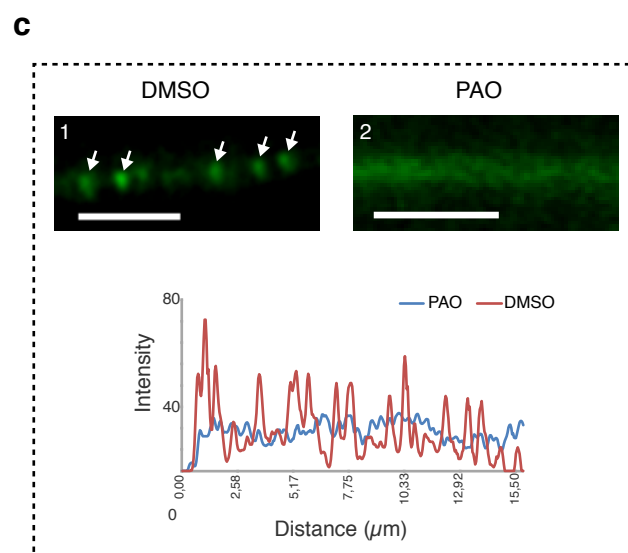 c
DMSO PAO
1 2
PAO DMSO
80
40
0
Intensity
0,00 2,58 5,17 7,75 10,33 12,92 15,50
Distance (µm)